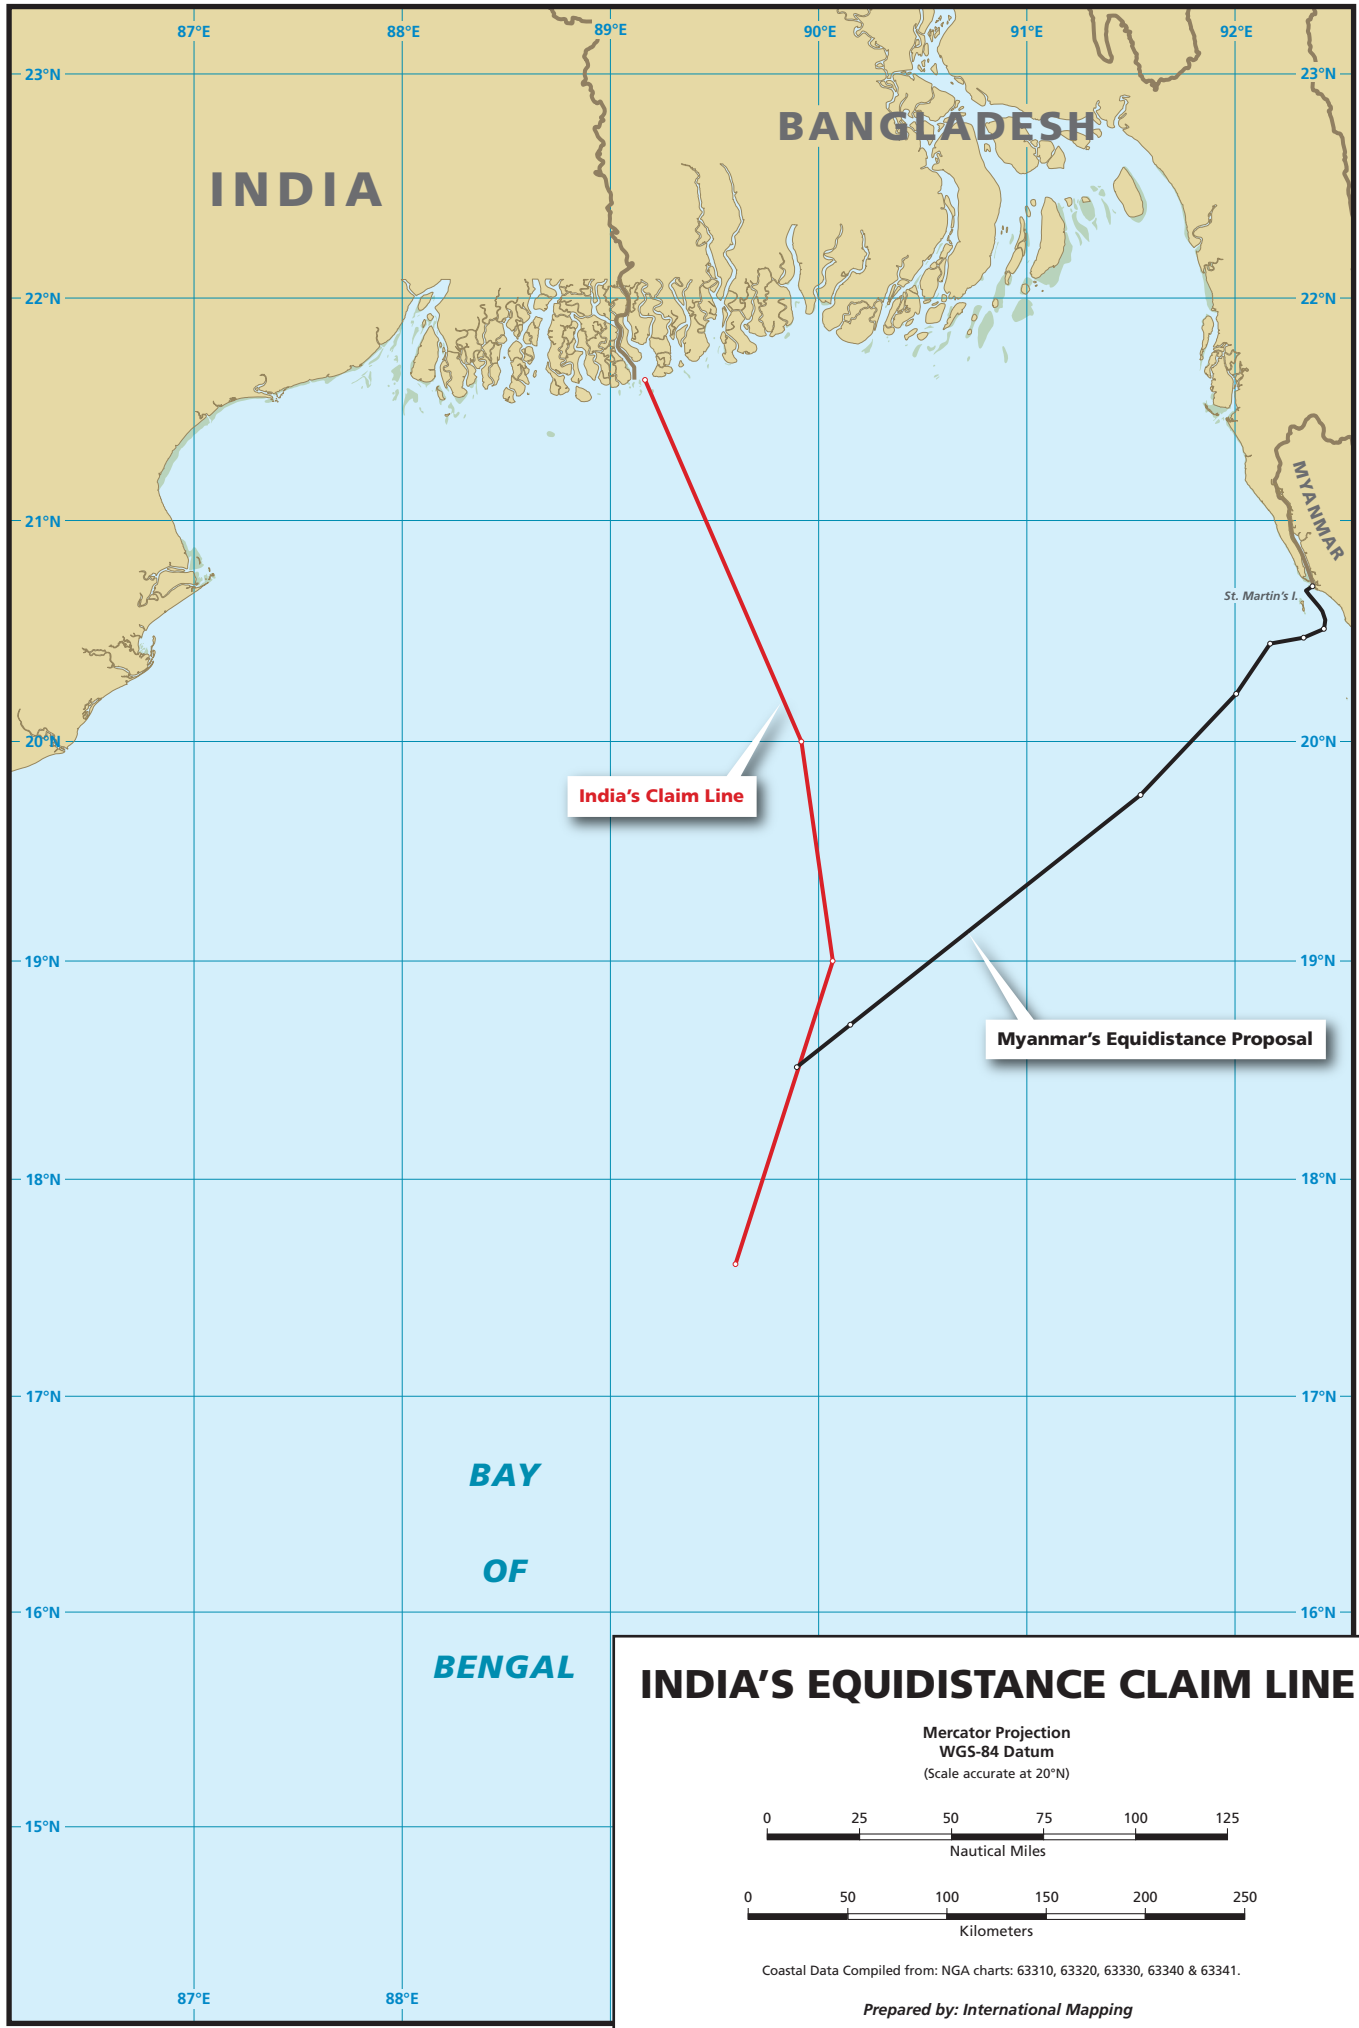 87°E 88°E 89°E 90°E 91°E 92°E
23°N 23°N
BANGLADESH
INDIA
22°N 22°N
MYANMAR
21°N
St. Martin's I.
20°N 20°N
India's Claim Line
19°N 19°N
Myanmar's Equidistance Proposal
18°N 18°N
17°N 17°N
BAY
OF
BENGAL
16°N 16°N
15°N
87°E 88°E
INDIA'S EQUIDISTANCE CLAIM LINE
Mercator Projection
WGS-84 Datum
(Scale accurate at 20°N)
0 25 50 75 100 125
Nautical Miles
0 50 100 150 200 250
Kilometers
Coastal Data Compiled from: NGA charts: 63310, 63320, 63330, 63340 & 63341.
Prepared by: International Mapping